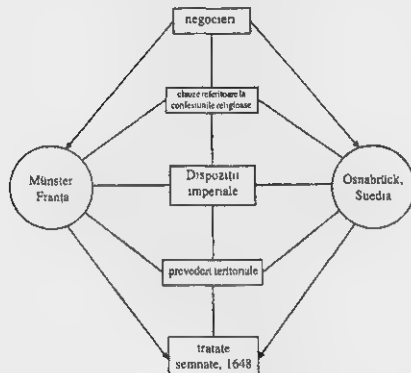 negocieri
clauze referitoare la
confesiunile religioase
Münster
Franța
Dispoziții
imperiale
Osnabrück,
Suedia
prevederi teritoriale
tratate
semnate, 1648